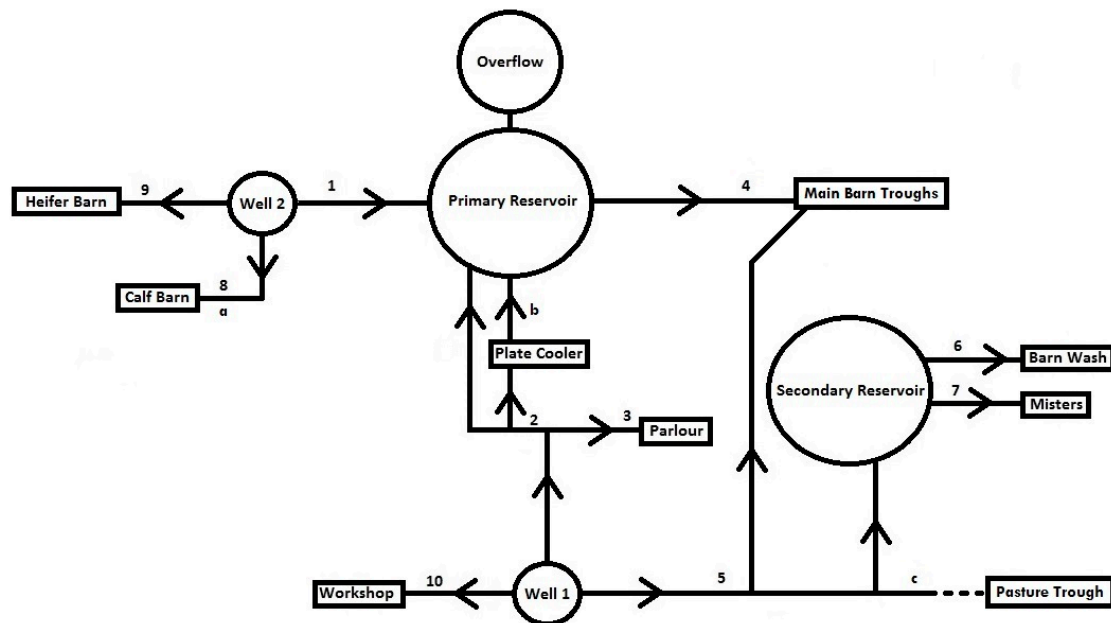 Overflow
9
1
4
Heifer Barn
Well 2
Primary Reservoir
Main Barn Troughs
8
Calf Barn
a
b
6
Plate Cooler
Barn Wash
Secondary Reservoir
7
Misters
2
3
Parlour
10
5
c
Workshop
Well 1
Pasture Trough